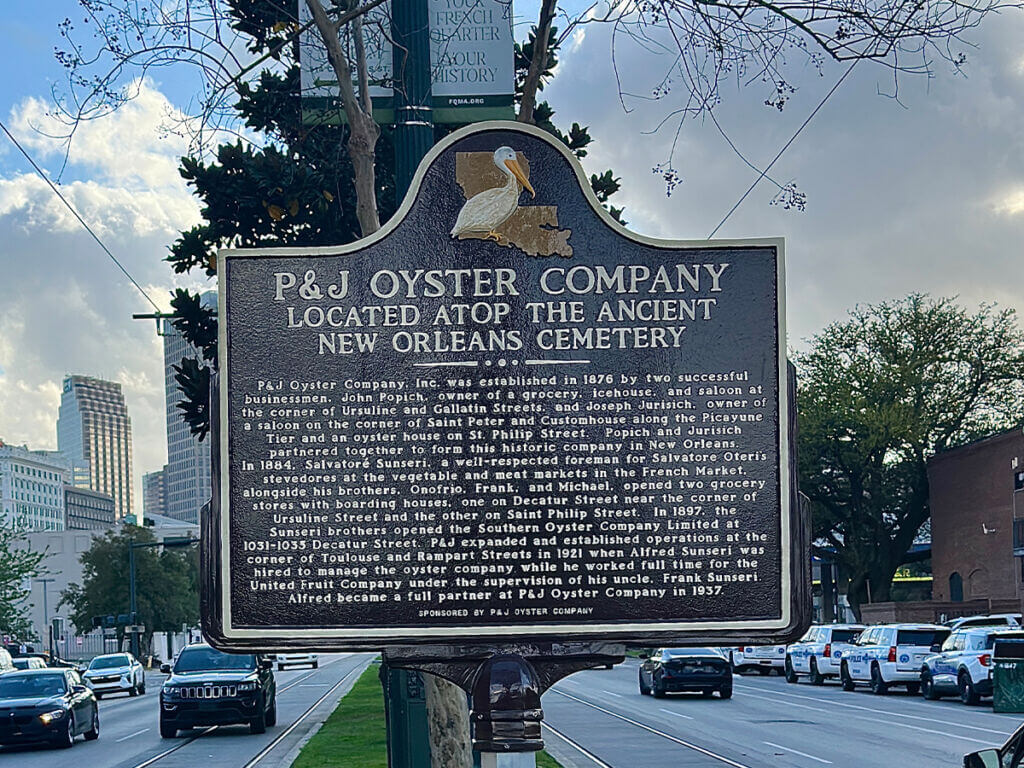 YOUR
FRENCH
QUARTER
YOUR
HISTORY
FQMA.ORG
P&J OYSTER COMPANY
LOCATED ATOP THE ANCIENT
NEW ORLEANS CEMETERY
P&J Oyster Company, Inc. was established in 1876 by two successful
businessmen, John Popich, owner of a grocery, icehouse, and saloon at
the corner of Ursuline and Gallatin Streets, and Joseph Jurisich, owner of
a saloon on the corner of Saint Peter and Customhouse along the Picayune
Tier and an oyster house on St. Philip Street. Popich and Jurisich
partnered together to form this historic company in New Orleans.
In 1884, Salvatore Sunseri, a well-respected foreman for Salvatore Oteri's
stevedores at the vegetable and meat markets in the French Market,
alongside his brothers, Onofrio, Frank, and Michael, opened two grocery
stores with boarding houses, one on Decatur Street near the corner of
Ursuline Street and the other on Saint Philip Street. In 1897, the
Sunseri brothers opened the Southern Oyster Company Limited at
1031-1035 Decatur Street. P&J expanded and established operations at the
corner of Toulouse and Rampart Streets in 1921 when Alfred Sunseri was
hired to manage the oyster company while he worked full time for the
United Fruit Company under the supervision of his uncle, Frank Sunseri.
Alfred became a full partner at P&J Oyster Company in 1937.
SPONSORED BY P&J OYSTER COMPANY